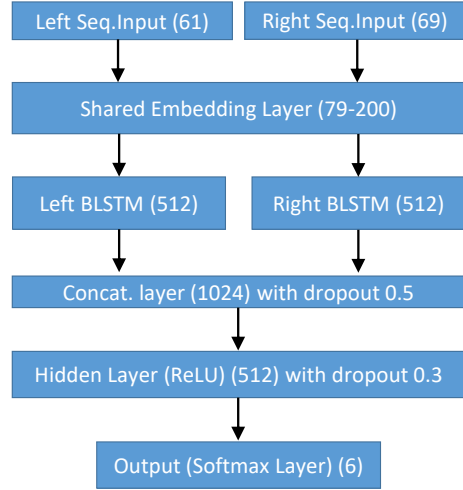 Left Seq.Input (61)
Right Seq.Input (69)
Shared Embedding Layer (79-200)
Left BLSTM (512)
Right BLSTM (512)
Concat. layer (1024) with dropout 0.5
Hidden Layer (ReLU) (512) with dropout 0.3
Output (Softmax Layer) (6)